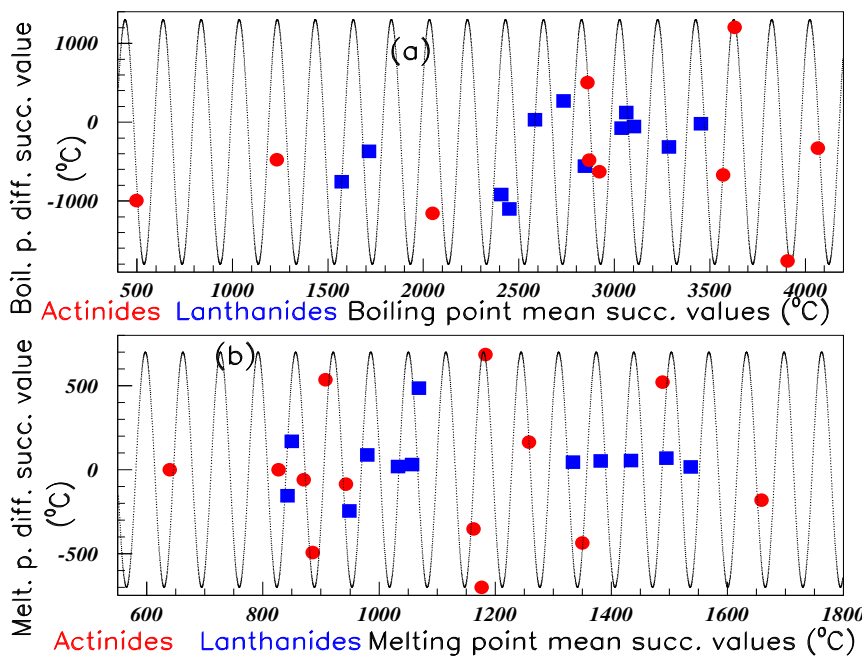 Boil. p. diff. succ. value
(°C)
(a)
1000
0
-1000
500 1000 1500 2000 2500 3000 3500 4000
Actinides Lanthanides Boiling point mean succ. values (°C)
Melt. p. diff. succ. value
(°C)
(b)
500
0
-500
600 800 1000 1200 1400 1600 1800
Actinides Lanthanides Melting point mean succ. values (°C)